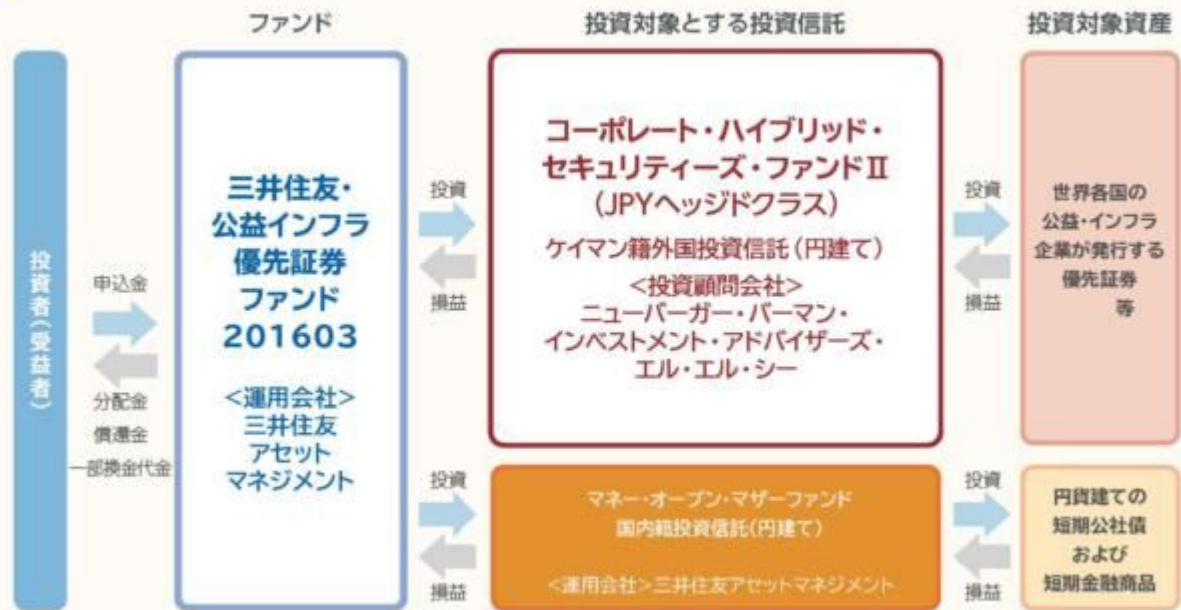 ファンド
投資対象とする投資信託
投資対象資産
投資者(受益者)
申込金
分配金
償還金
一部換金代金
三井住友・
公益インフラ
優先証券
ファンド
201603
<運用会社>
三井住友
アセット
マネジメント
投資
損益
コーポレート・ハイブリッド・
セキュリティーズ・ファンドⅡ
(JPYヘッジドクラス)
ケイマン籍外国投資信託(円建て)
<投資顧問会社>
ニューバーガー・バーマン・
インベストメント・アドバイザーズ・
エル・エル・シー
投資
損益
世界各国の
公益・インフラ
企業が発行する
優先証券
等
投資
損益
マネー・オープン・マザーファンド
国内籍投資信託(円建て)
<運用会社>三井住友アセットマネジメント
投資
損益
円貨建ての
短期公社債
および
短期金融商品